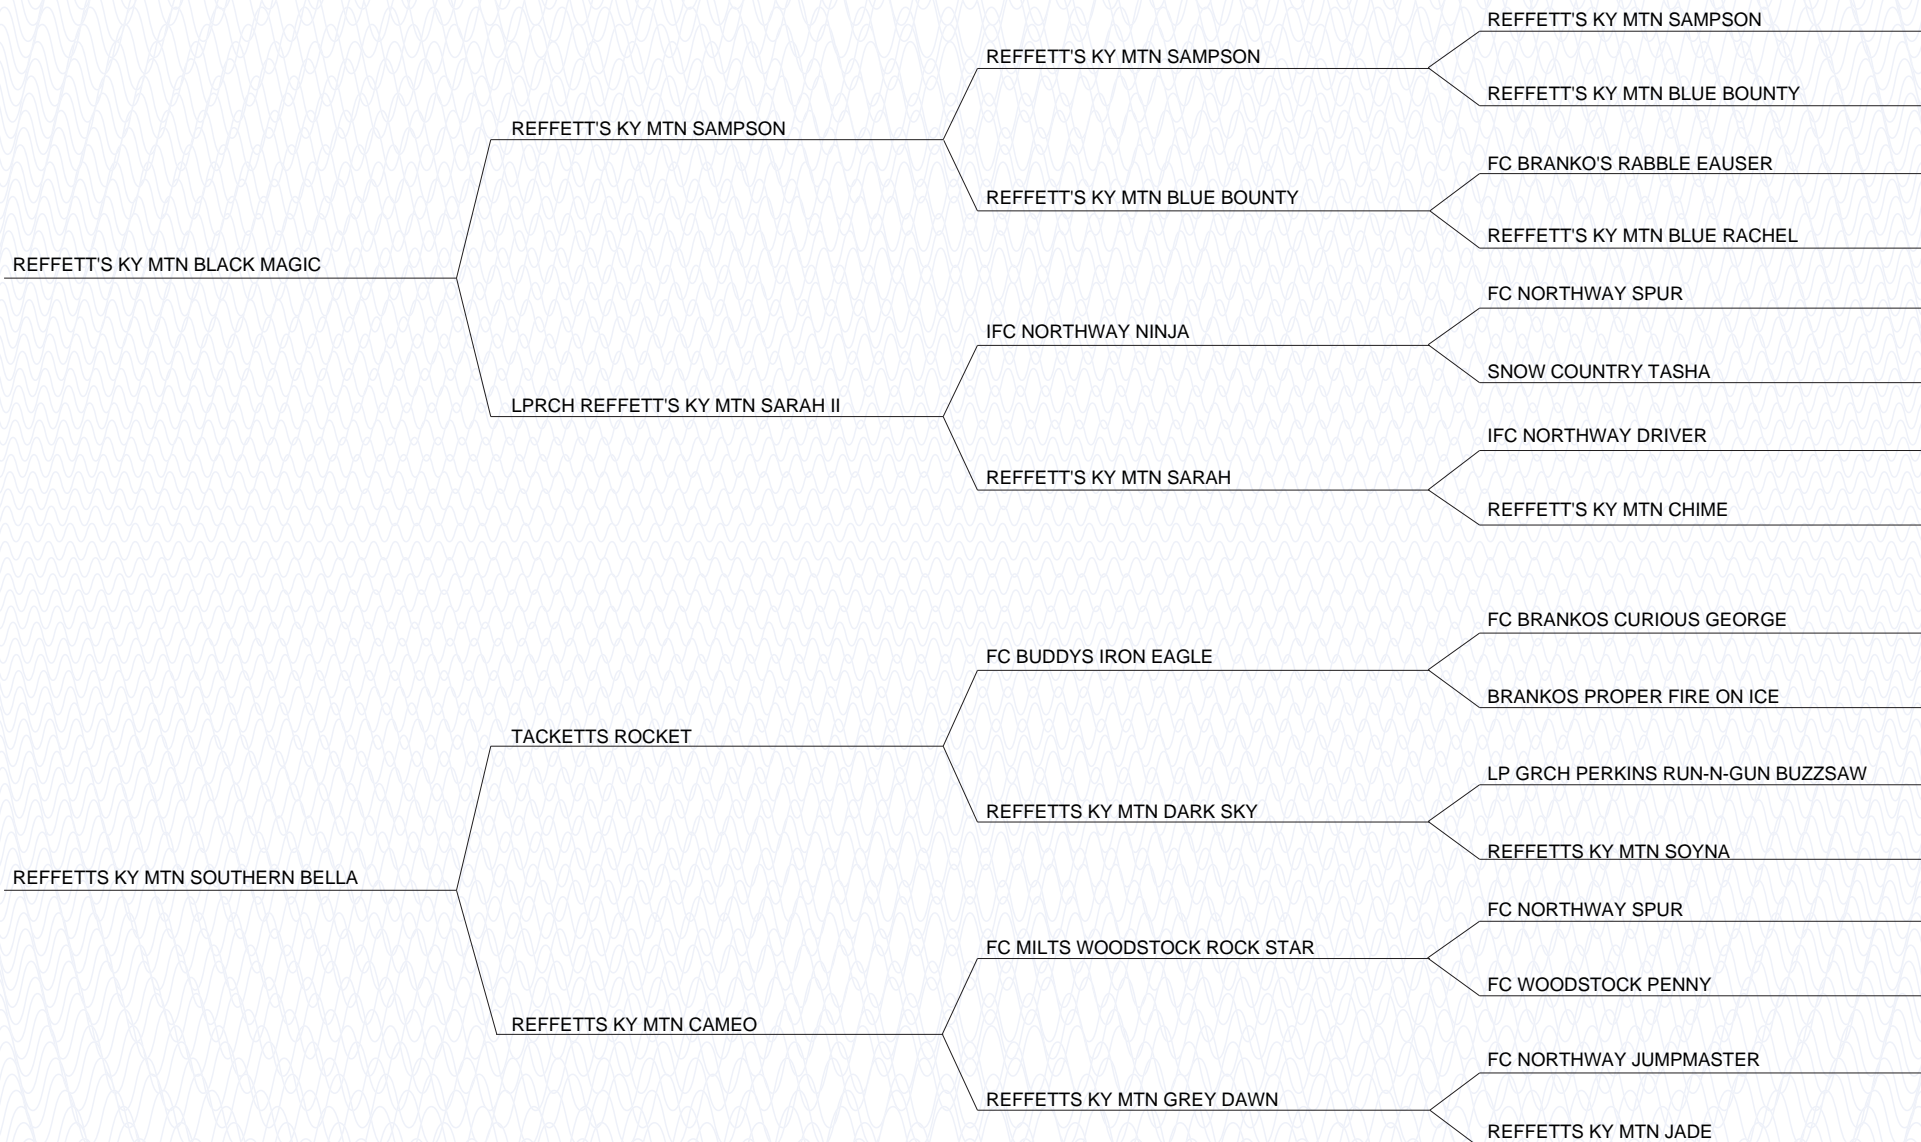 REFFETT'S KY MTN SAMPSON
REFFETT'S KY MTN SAMPSON
REFFETT'S KY MTN BLUE BOUNTY
REFFETT'S KY MTN SAMPSON
FC BRANKO'S RABBLE EAUSER
REFFETT'S KY MTN BLUE BOUNTY
REFFETT'S KY MTN BLUE RACHEL
REFFETT'S KY MTN BLACK MAGIC
FC NORTHWAY SPUR
IFC NORTHWAY NINJA
SNOW COUNTRY TASHA
LPRCH REFFETT'S KY MTN SARAH II
IFC NORTHWAY DRIVER
REFFETT'S KY MTN SARAH
REFFETT'S KY MTN CHIME
FC BRANKOS CURIOUS GEORGE
FC BUDDYS IRON EAGLE
BRANKOS PROPER FIRE ON ICE
TACKETTS ROCKET
LP GRCH PERKINS RUN-N-GUN BUZZSAW
REFFETTS KY MTN DARK SKY
REFFETTS KY MTN SOYNA
REFFETTS KY MTN SOUTHERN BELLA
FC NORTHWAY SPUR
FC MILTS WOODSTOCK ROCK STAR
FC WOODSTOCK PENNY
REFFETTS KY MTN CAMEO
FC NORTHWAY JUMPMASTER
REFFETTS KY MTN GREY DAWN
REFFETTS KY MTN JADE